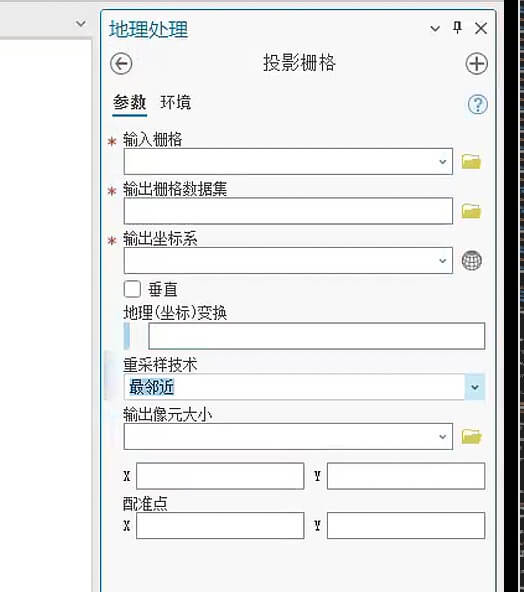 地理处理
投影栅格
参数 环境
* 输入栅格
* 输出栅格数据集
* 输出坐标系
垂直
地理(坐标)变换
重采样技术
最邻近
输出像元大小
X Y
配准点
X Y